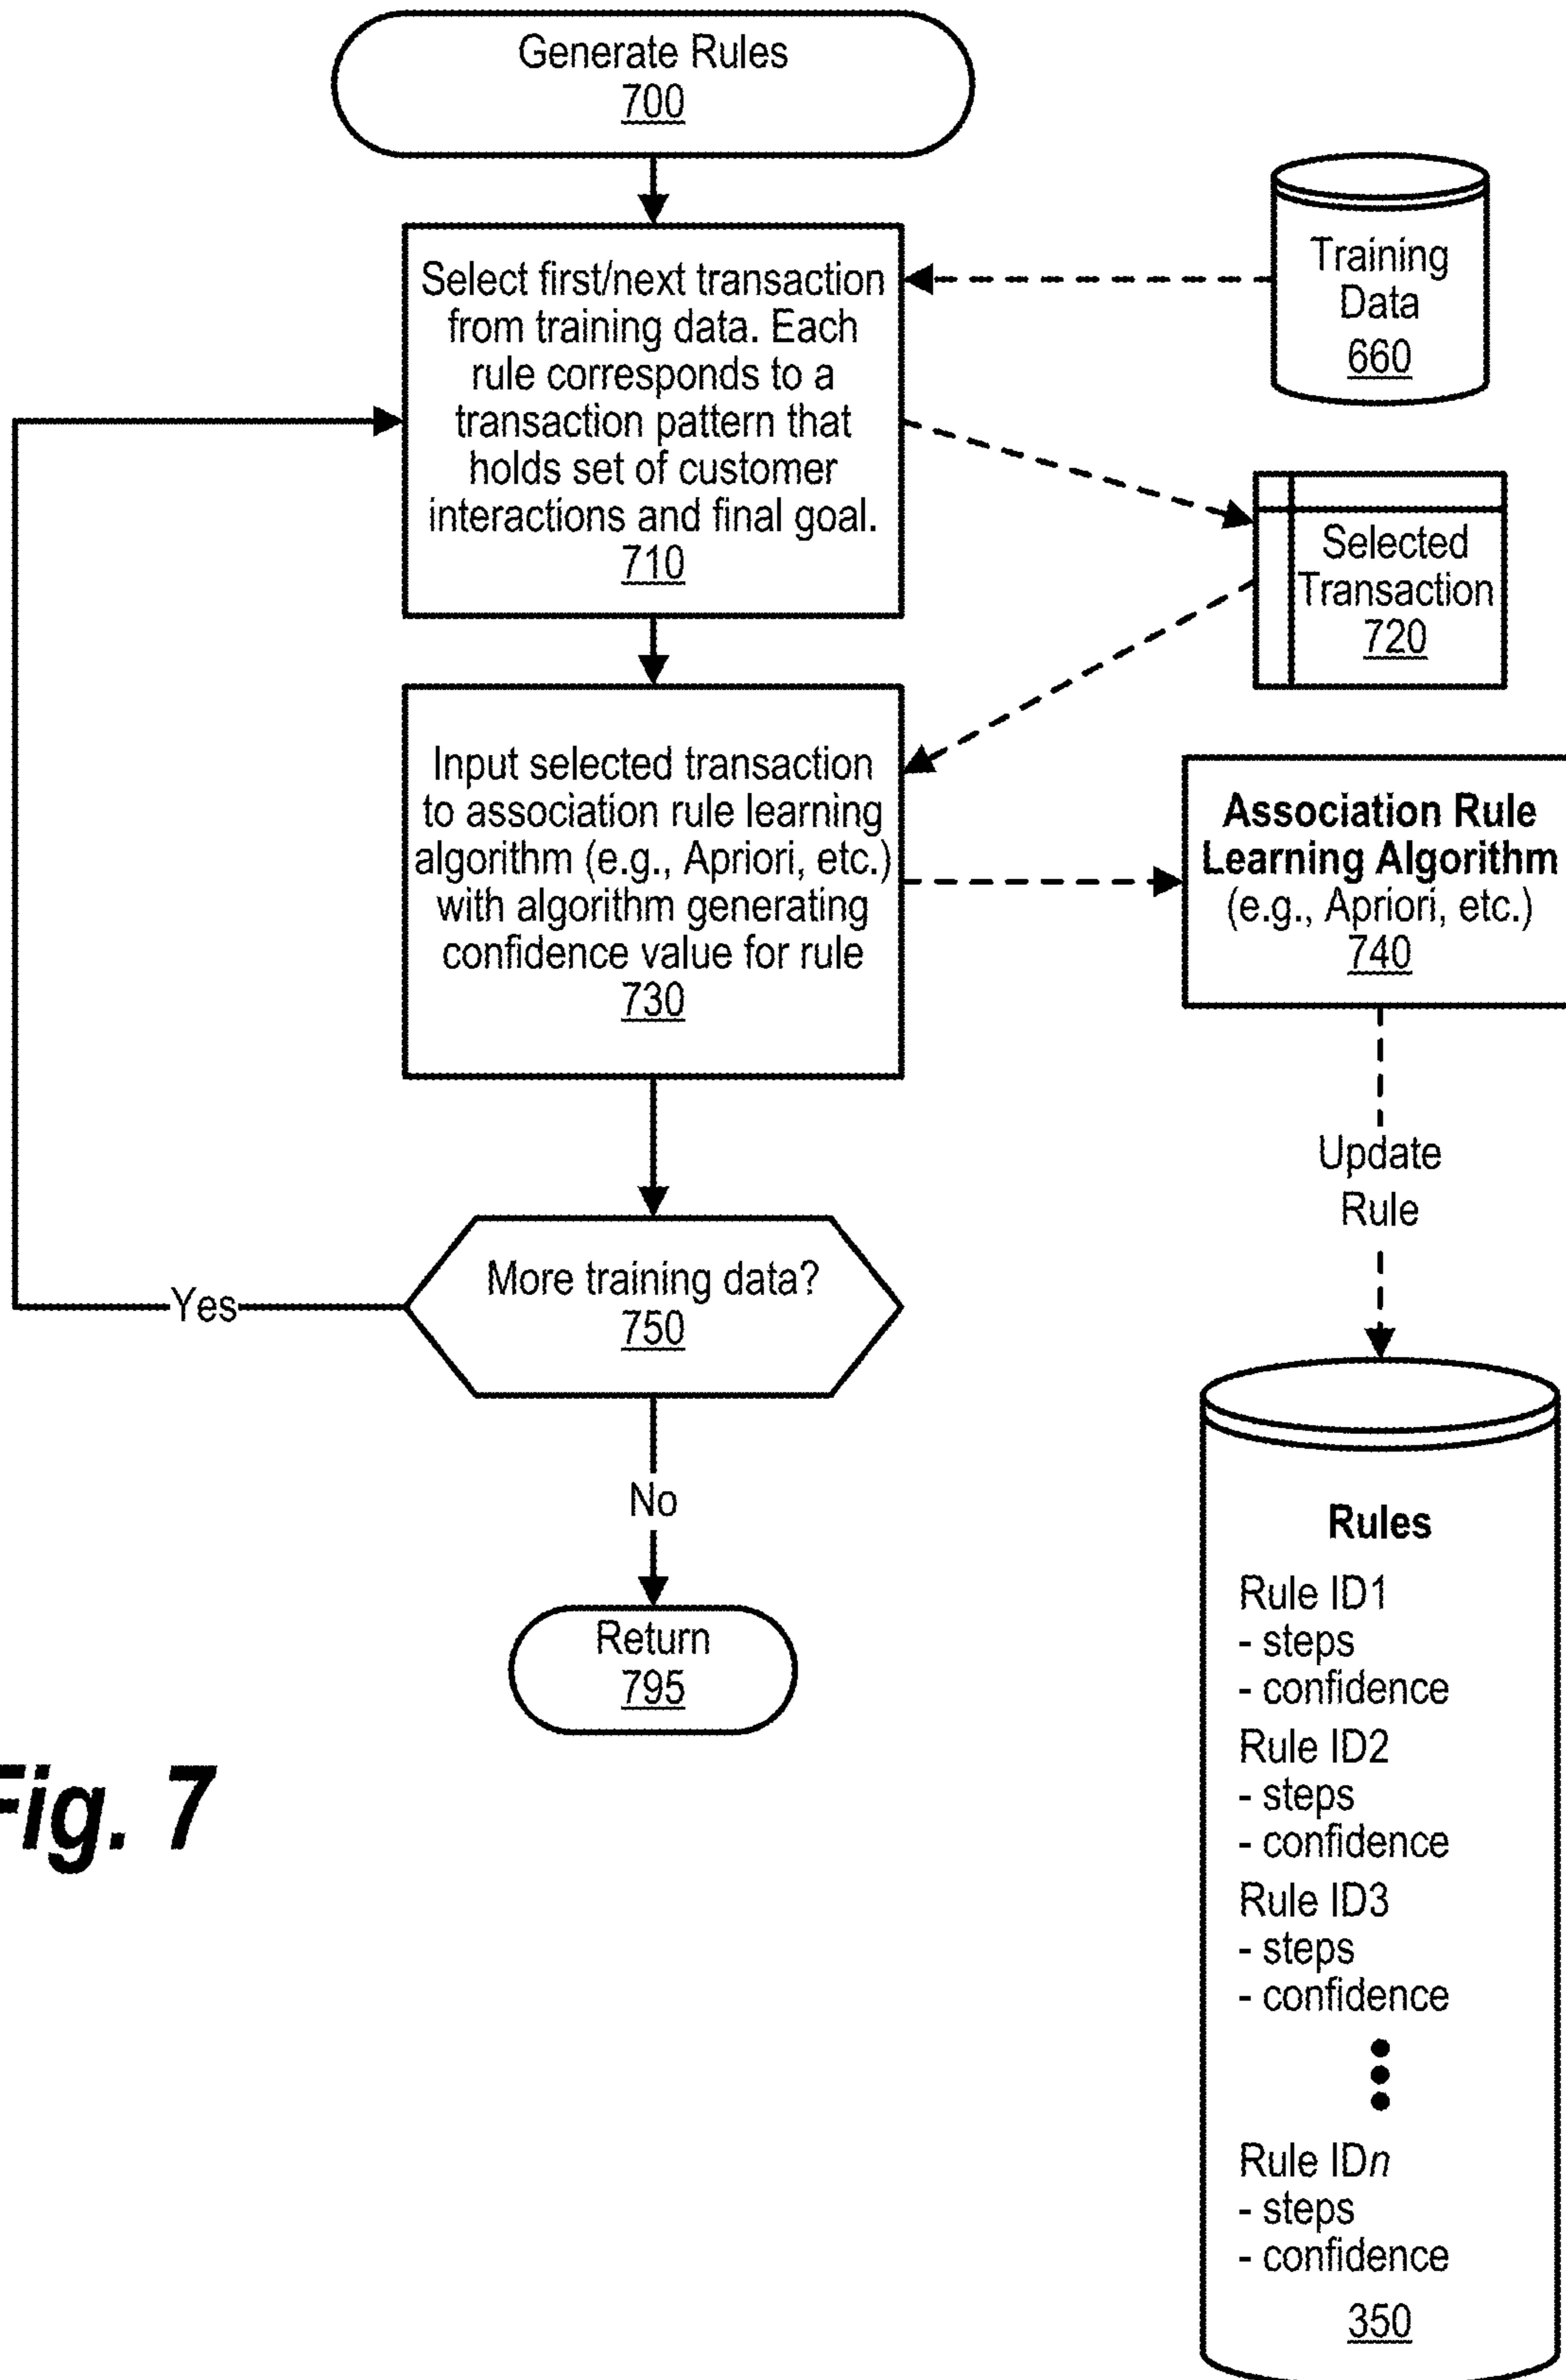 Generate Rules
700
Training
Data
660
Select first/next transaction
from training data. Each
rule corresponds to a
transaction pattern that
holds set of customer
interactions and final goal.
710
Selected
Transaction
720
Input selected transaction
to association rule learning
algorithm (e.g., Apriori, etc.)
with algorithm generating
confidence value for rule
730
Association Rule
Learning Algorithm
(e.g., Apriori, etc.)
740
Update
Rule
More training data?
750
Yes
No
Return
795
Rules
Rule ID1
- steps
- confidence
Rule ID2
- steps
- confidence
Rule ID3
- steps
- confidence
Rule IDn
- steps
- confidence
350
Fig. 7